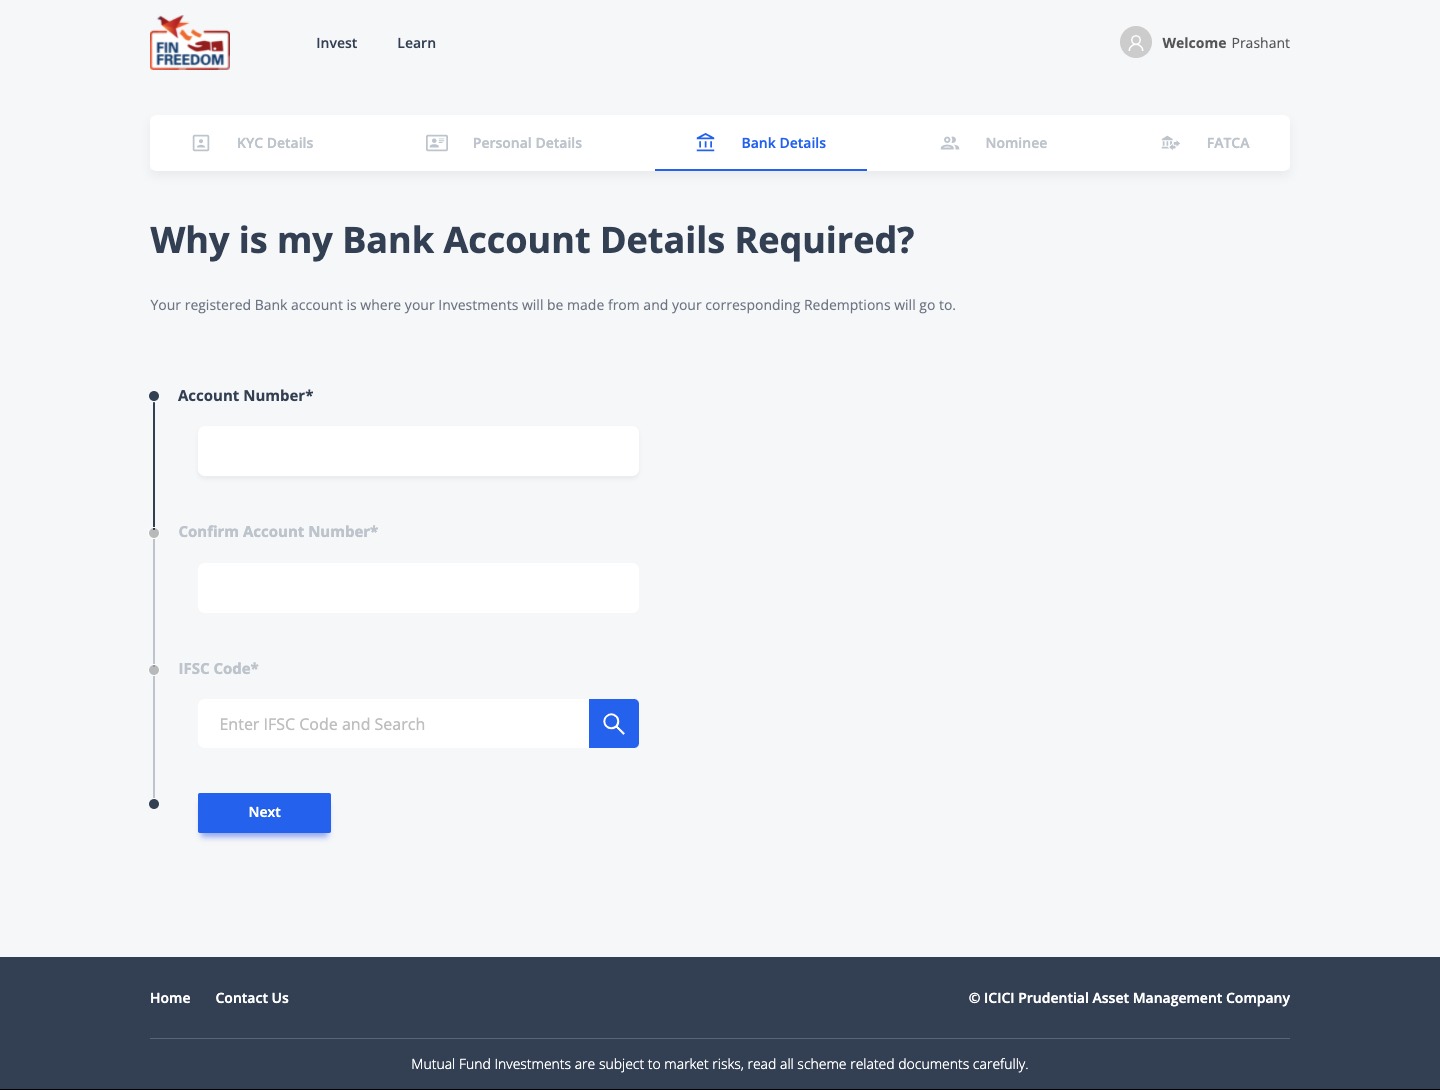 FIN
FREEDOM
Invest
Learn
Welcome Prashant
KYC Details
Personal Details
Bank Details
Nominee
FATCA
Why is my Bank Account Details Required?
Your registered Bank account is where your Investments will be made from and your corresponding Redemptions will go to.
Account Number*
Confirm Account Number*
IFSC Code*
Enter IFSC Code and Search
Next
Home
Contact Us
© ICICI Prudential Asset Management Company
Mutual Fund Investments are subject to market risks, read all scheme related documents carefully.